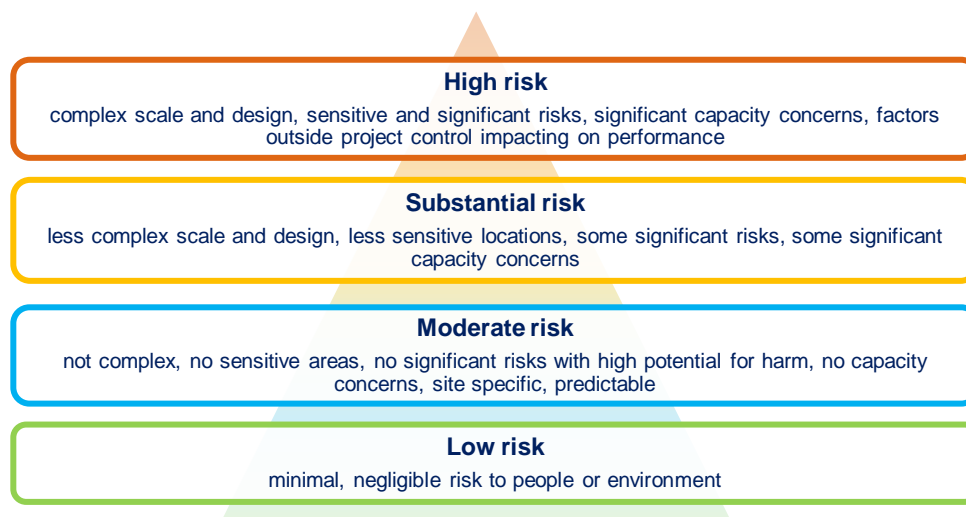 High risk
complex scale and design, sensitive and significant risks, significant capacity concerns, factors
outside project control impacting on performance
Substantial risk
less complex scale and design, less sensitive locations, some significant risks, some significant
capacity concerns
Moderate risk
not complex, no sensitive areas, no significant risks with high potential for harm, no capacity
concerns, site specific, predictable
Low risk
minimal, negligible risk to people or environment